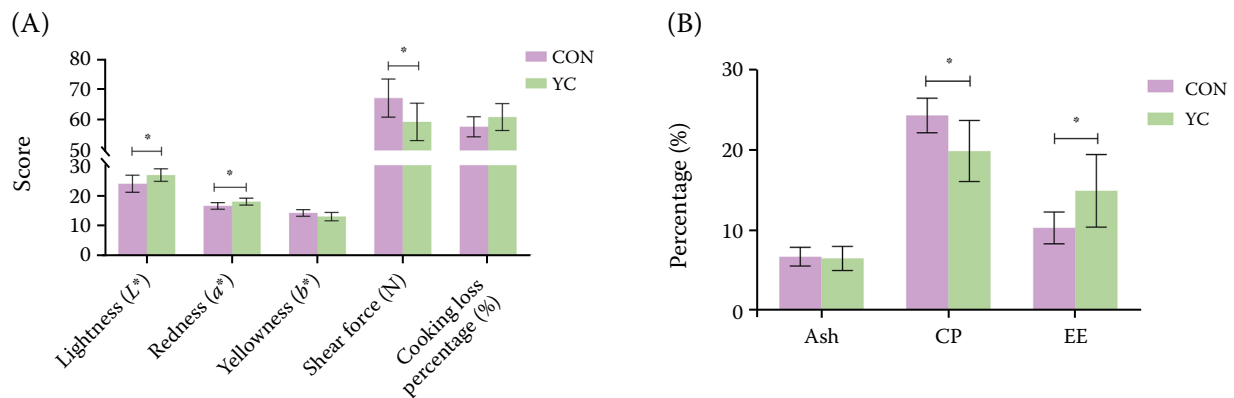 (A)
CON
YC
Score
80
70
60
50
30
20
10
0
*
*
*
Lightness (L*)
Redness (a*)
Yellowness (b*)
Shear force (N)
Cooking loss
percentage (%)
(B)
CON
YC
Percentage (%)
30
20
10
0
*
*
Ash
CP
EE